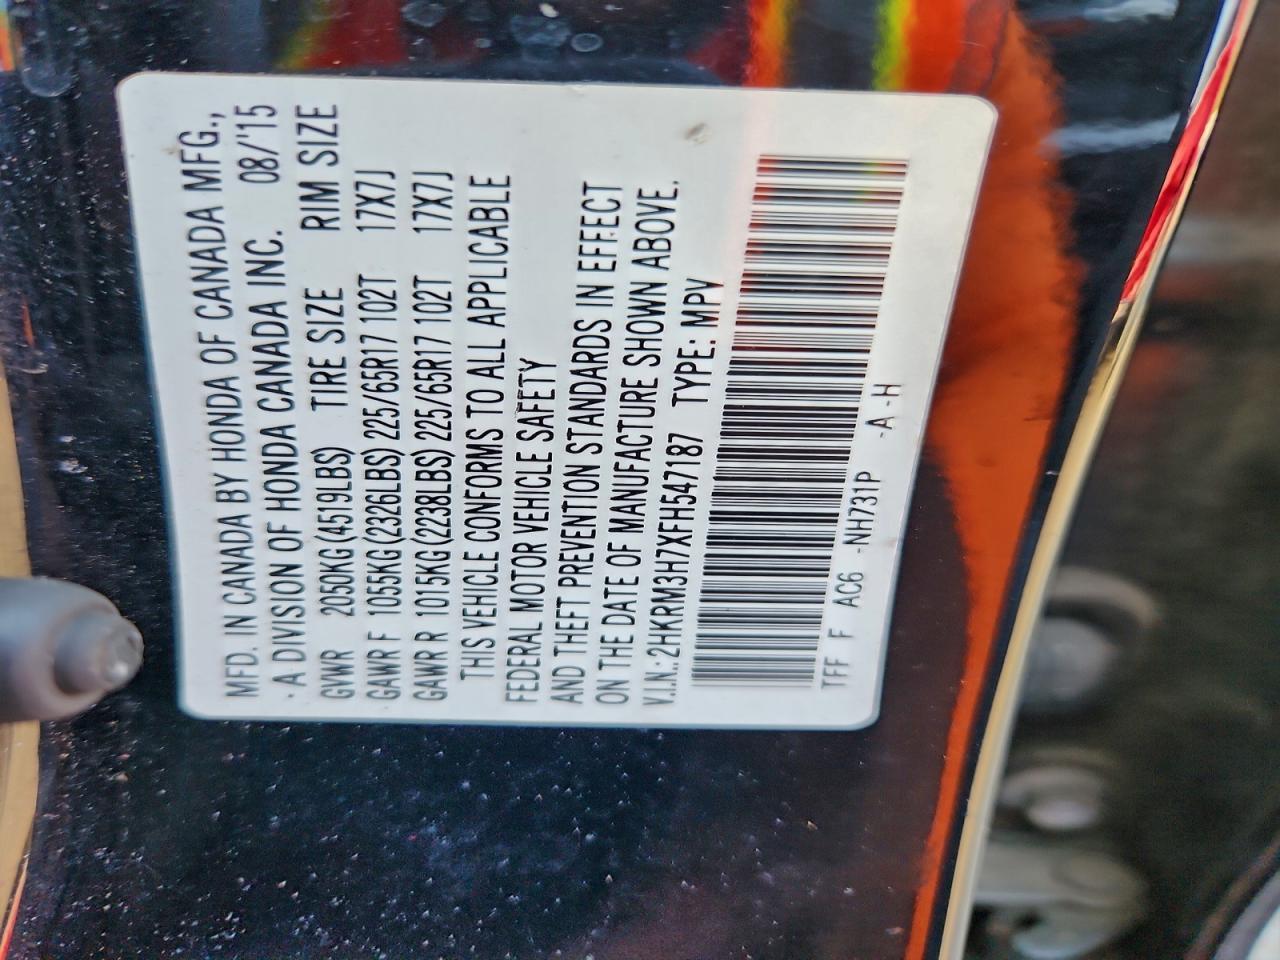 MFD. IN CANADA BY HONDA OF CANADA MFG.,
. A DIVISION OF HONDA CANADA INC. 08/'15
GVWR 2050KG(4519LBS) TIRE SIZE RIM SIZE
GAWR F 1055KG(2326LBS) 225/65R17 102T 17X7J
GAWR R 1015KG(2238LBS) 225/65R17 102T 17X7J
THIS VEHICLE CONFORMS TO ALL APPLICABLE
FEDERAL MOTOR VEHICLE SAFETY
AND THEFT PREVENTION STANDARDS IN EFFECT
ON THE DATE OF MANUFACTURE SHOWN ABOVE.
V.I.N.:2HKRM3H7XFH547187 TYPE: MPV
TFF F AC6 -NH731P -A -H